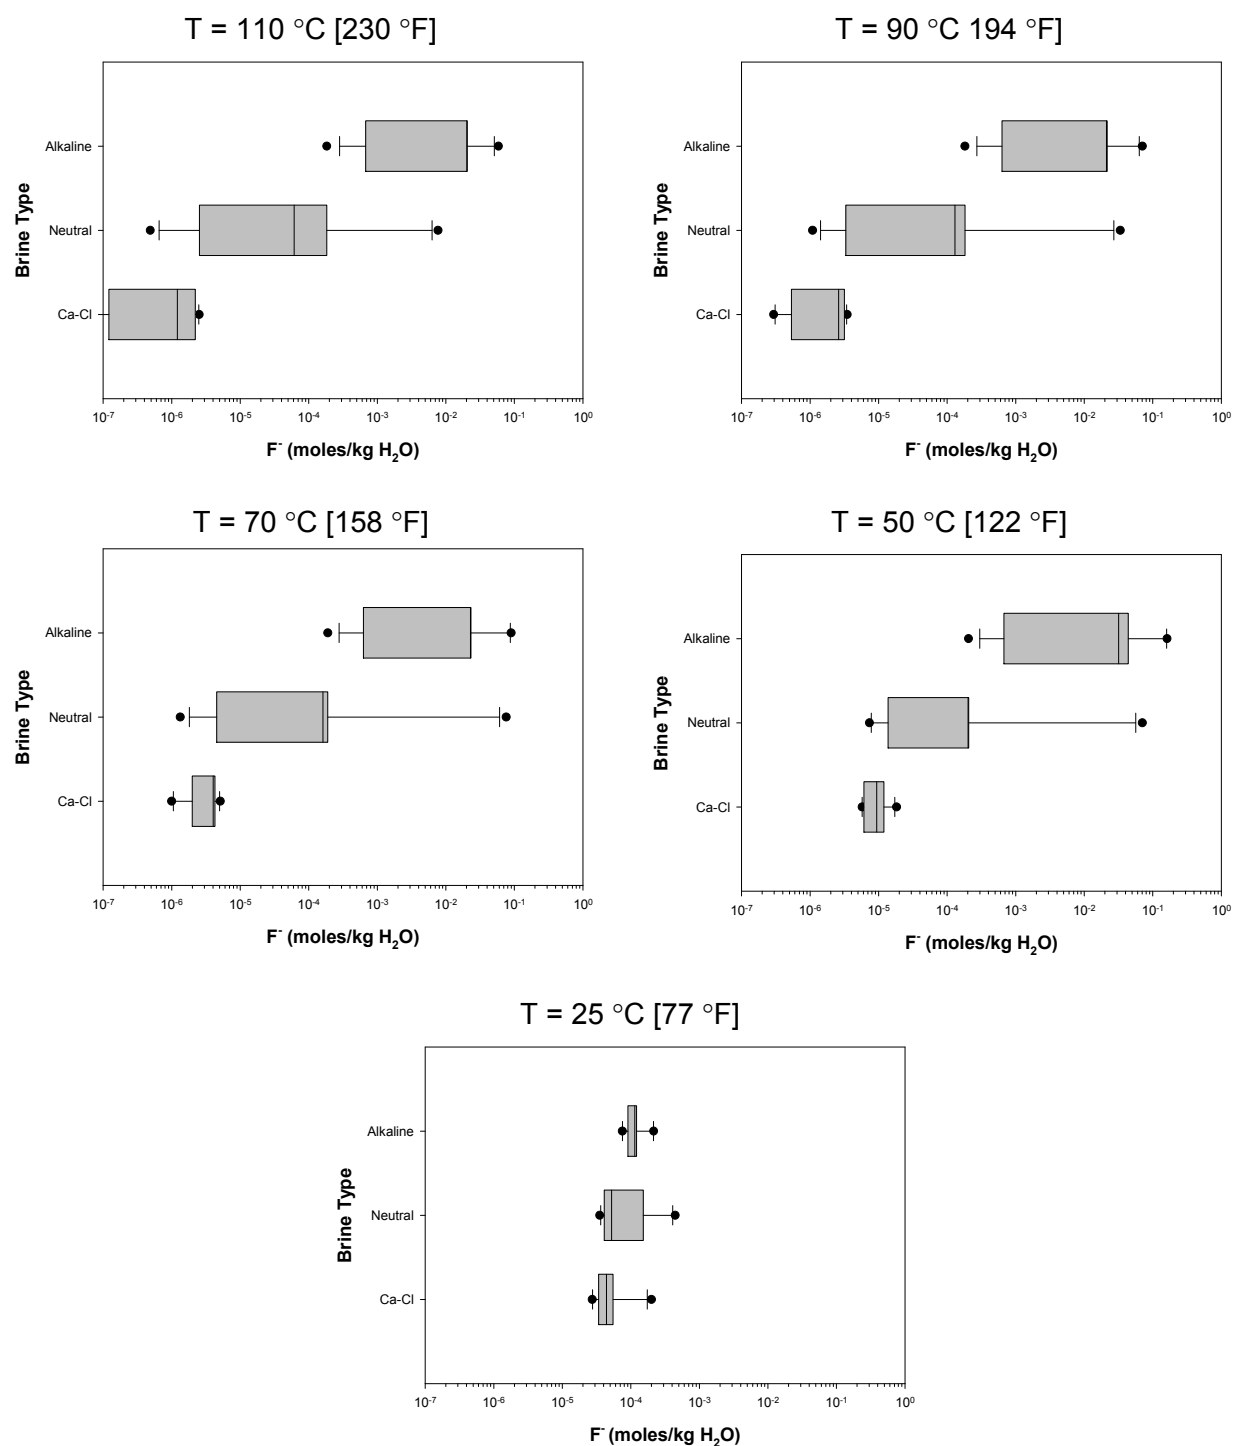 T = 110 °C [230 °F]
Brine Type
Alkaline
Neutral
Ca-Cl
10⁻⁷ 10⁻⁶ 10⁻⁵ 10⁻⁴ 10⁻³ 10⁻² 10⁻¹ 10⁰
F⁻ (moles/kg H₂O)
T = 90 °C 194 °F]
Brine Type
Alkaline
Neutral
Ca-Cl
10⁻⁷ 10⁻⁶ 10⁻⁵ 10⁻⁴ 10⁻³ 10⁻² 10⁻¹ 10⁰
F⁻ (moles/kg H₂O)
T = 70 °C [158 °F]
Brine Type
Alkaline
Neutral
Ca-Cl
10⁻⁷ 10⁻⁶ 10⁻⁵ 10⁻⁴ 10⁻³ 10⁻² 10⁻¹ 10⁰
F⁻ (moles/kg H₂O)
T = 50 °C [122 °F]
Brine Type
Alkaline
Neutral
Ca-Cl
10⁻⁷ 10⁻⁶ 10⁻⁵ 10⁻⁴ 10⁻³ 10⁻² 10⁻¹ 10⁰
F⁻ (moles/kg H₂O)
T = 25 °C [77 °F]
Brine Type
Alkaline
Neutral
Ca-Cl
10⁻⁷ 10⁻⁶ 10⁻⁵ 10⁻⁴ 10⁻³ 10⁻² 10⁻¹ 10⁰
F⁻ (moles/kg H₂O)